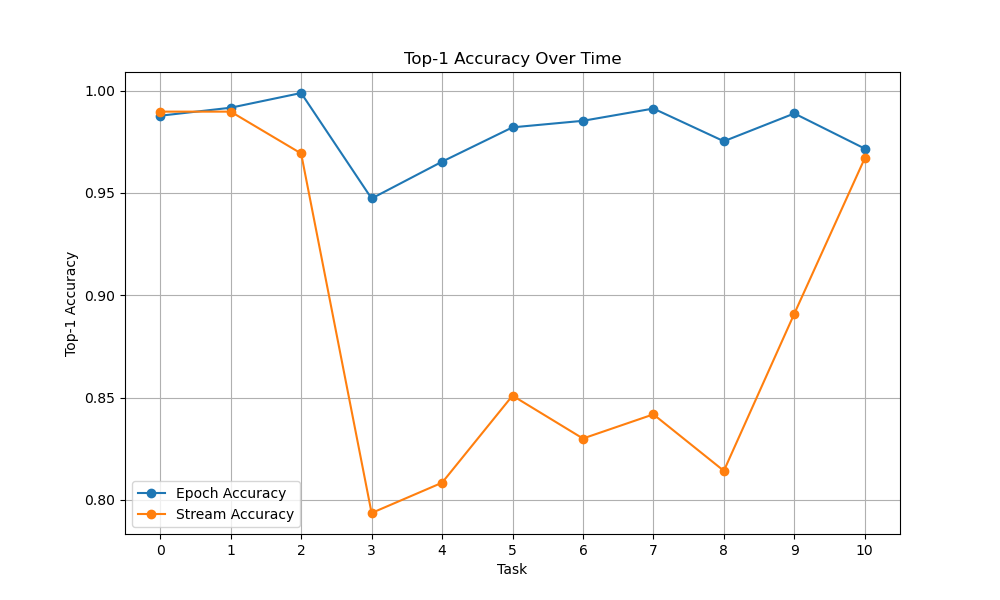 Top-1 Accuracy Over Time
Top-1 Accuracy
1.00
0.95
0.90
0.85
0.80
Epoch Accuracy
Stream Accuracy
0 1 2 3 4 5 6 7 8 9 10
Task